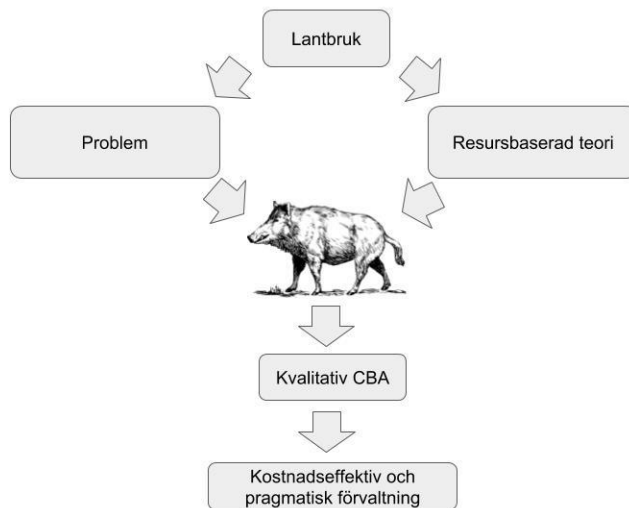 Lantbruk
Problem
Resursbaserad teori
Kvalitativ CBA
Kostnadseffektiv och
pragmatisk förvaltning